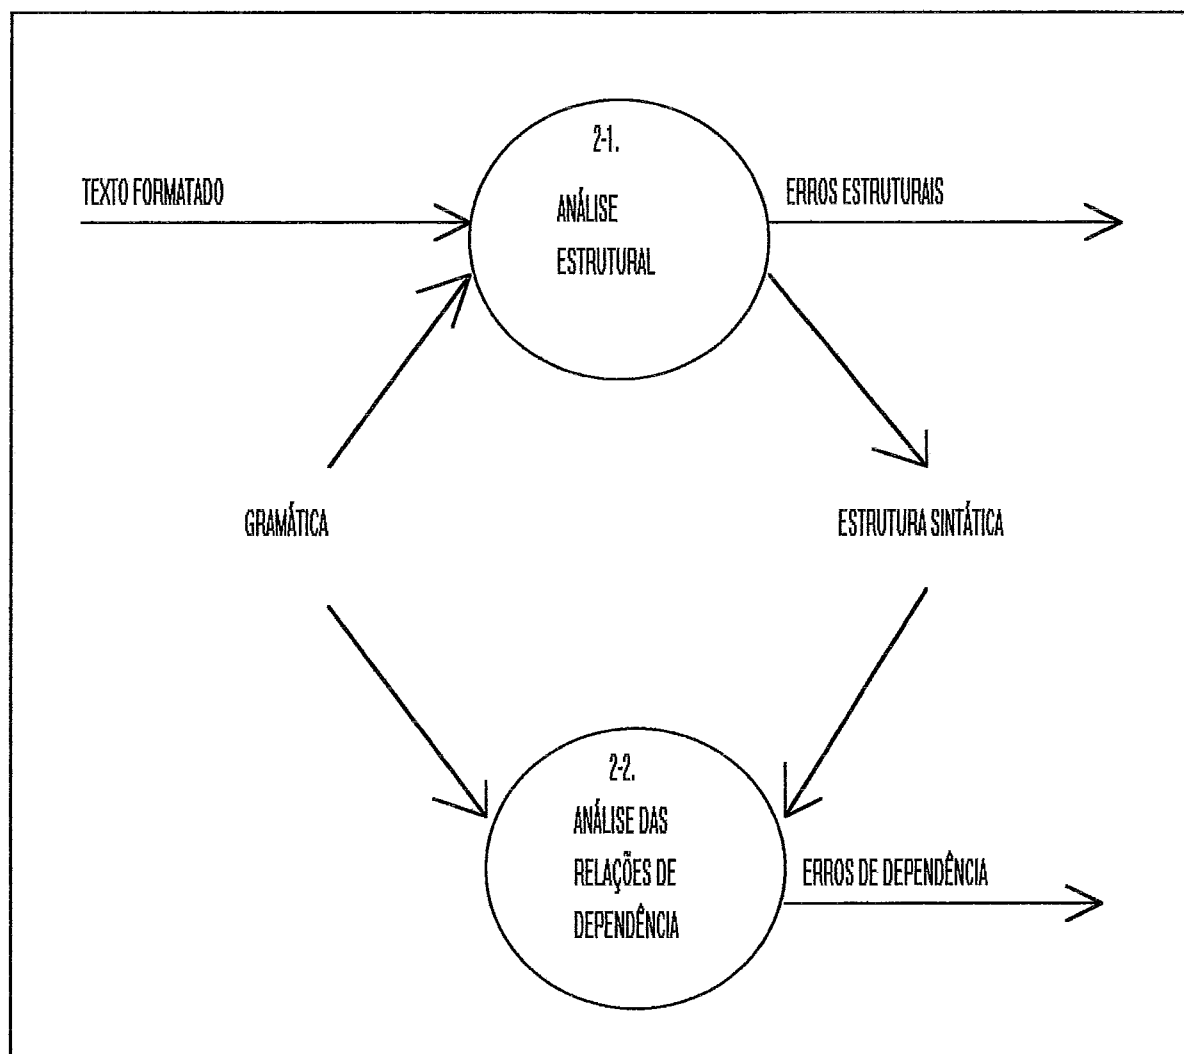 2-1.
TEXTO FORMATADO
ERROS ESTRUTURAIS
ANÁLISE
ESTRUTURAL
GRAMÁTICA
ESTRUTURA SINTÁTICA
2-2.
ANÁLISE DAS
RELAÇÕES DE
DEPENDÊNCIA
ERROS DE DEPENDÊNCIA